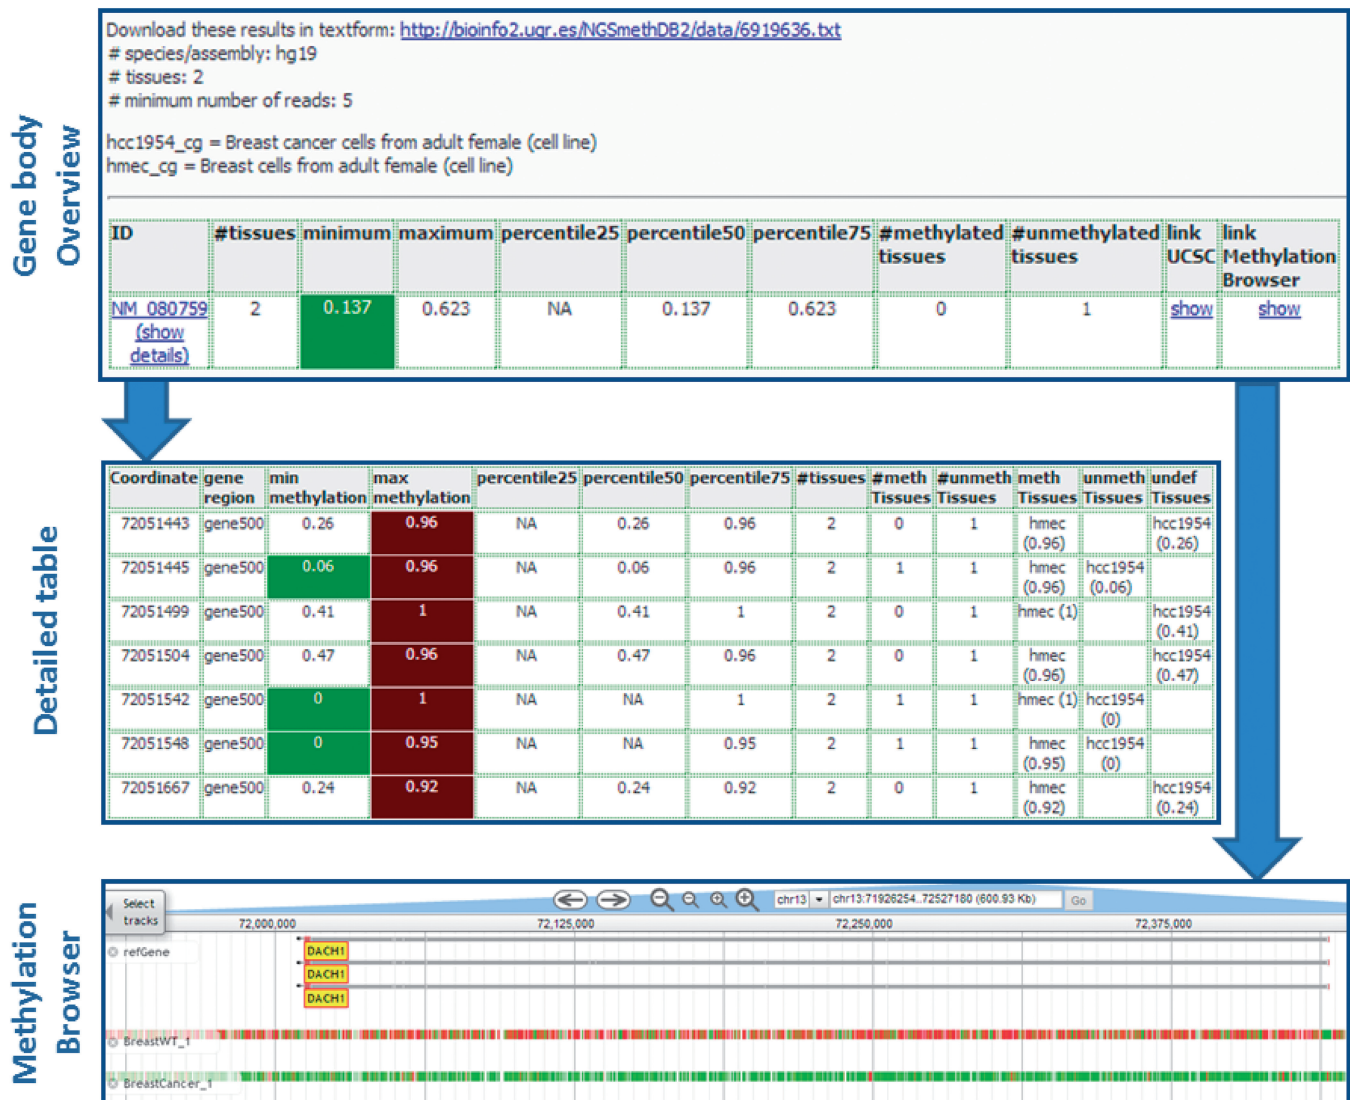 Gene body
Overview
Download these results in textform: http://bioinfo2.ugr.es/NGSmethDB2/data/6919636.txt
# species/assembly: hg19
# tissues: 2
# minimum number of reads: 5
hcc1954_cg = Breast cancer cells from adult female (cell line)
hmec_cg = Breast cells from adult female (cell line)
ID #tissues minimum maximum percentile25 percentile50 percentile75 #methylated #unmethylated link link
tissues tissues UCSC Methylation
Browser
NM_080759 2 0.137 0.623 NA 0.137 0.623 0 1 show show
(show
details)
Detailed table
Coordinate gene min max percentile25 percentile50 percentile75 #tissues #meth #unmeth meth unmeth undef
region methylation methylation Tissues Tissues Tissues Tissues Tissues
72051443 gene500 0.26 0.96 NA 0.26 0.96 2 0 1 hmec hcc1954
(0.96) (0.26)
72051445 gene500 0.06 0.96 NA 0.06 0.96 2 1 1 hmec hcc1954
(0.96) (0.06)
72051499 gene500 0.41 1 NA 0.41 1 2 0 1 hmec (1) hcc1954
(0.41)
72051504 gene500 0.47 0.96 NA 0.47 0.96 2 0 1 hmec hcc1954
(0.96) (0.47)
72051542 gene500 0 1 NA NA 1 2 1 1 hmec (1) hcc1954
(0)
72051548 gene500 0 0.95 NA NA 0.95 2 1 1 hmec hcc1954
(0.95) (0)
72051667 gene500 0.24 0.92 NA 0.24 0.92 2 0 1 hmec hcc1954
(0.92) (0.24)
Methylation
Browser
Select
tracks
chr13 chr13:71926254..72527180 (600.93 Kb) Go
72,000,000 72,125,000 72,250,000 72,375,000
refGene
DACH1
DACH1
DACH1
BreastWT_1
BreastCancer_1